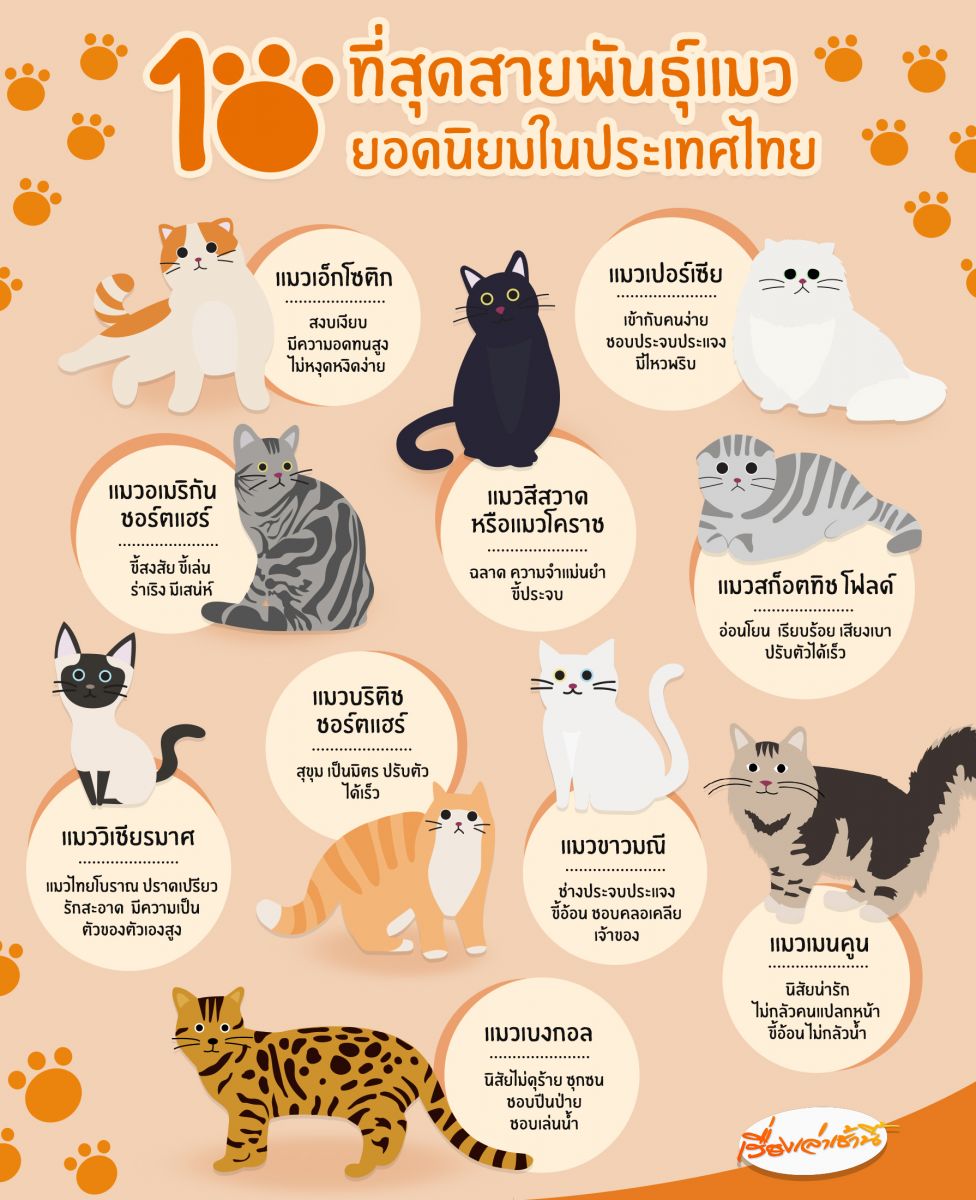 10 ที่สุดสายพันธุ์แมว
ยอดนิยมในประเทศไทย
แมวเอ็กโซติก
สงบเงียบ
มีความอดทนสูง
ไม่หงุดหงิดง่าย
แมวเปอร์เซีย
เข้ากับคนง่าย
ชอบประจบประแจง
มีไหวพริบ
แมวอเมริกัน
ชอร์ตแฮร์
ขี้สงสัย ขี้เล่น
ร่าเริง มีเสน่ห์
แมวสีสวาด
หรือแมวโคราช
ฉลาด ความจำแม่นยำ
ขี้ประจบ
แมวสก็อตทิช โฟลด์
อ่อนโยน เรียบร้อย เสียงเบา
ปรับตัวได้เร็ว
แมววิเชียรมาศ
แมวไทยโบราณ ปราดเปรียว
รักสะอาด มีความเป็น
ตัวของตัวเองสูง
แมวบริติช
ชอร์ตแฮร์
สุขุม เป็นมิตร ปรับตัว
ได้เร็ว
แมวขาวมณี
ช่างประจบประแจง
ขี้อ้อน ชอบคลอเคลีย
เจ้าของ
แมวเมนคูน
นิสัยน่ารัก
ไม่กลัวคนแปลกหน้า
ขี้อ้อน ไม่กลัวน้ำ
แมวเบงกอล
นิสัยไม่ดุร้าย ซุกซน
ชอบปีนป่าย
ชอบเล่นน้ำ
เรื่องเล่าเช้านี้